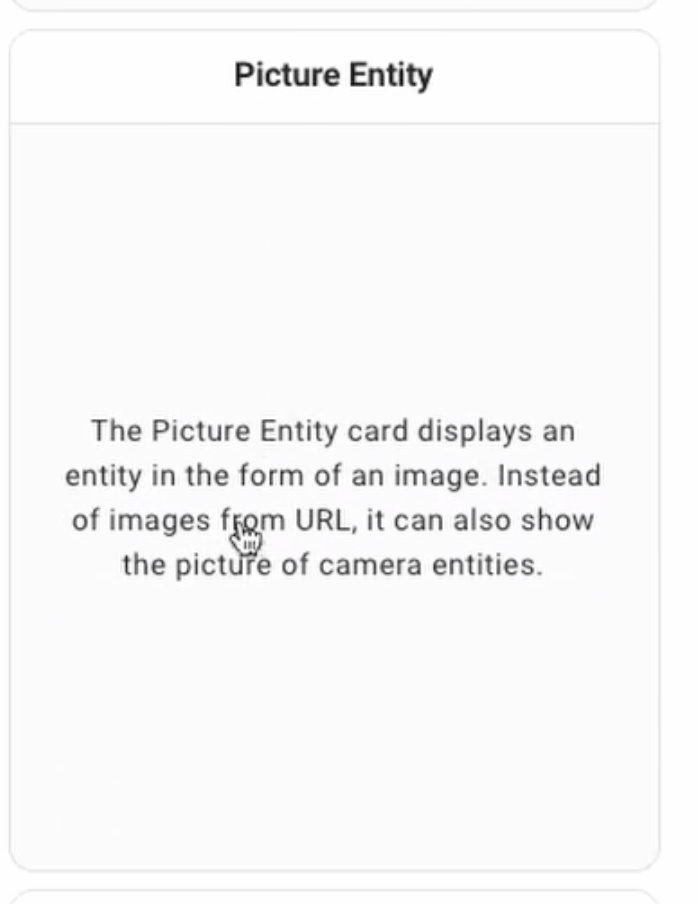 Picture Entity
The Picture Entity card displays an
entity in the form of an image. Instead
of images from URL, it can also show
the picture of camera entities.